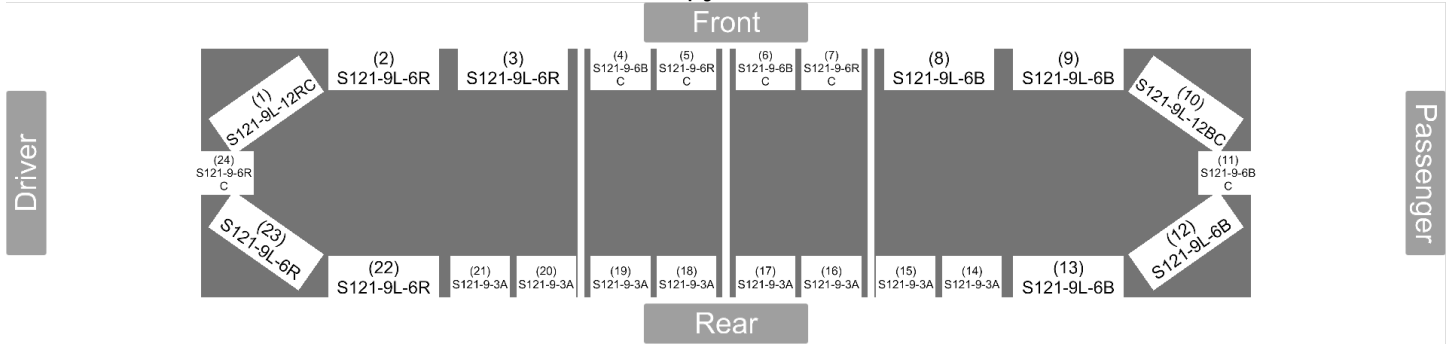 Front
(1)
S121-9L-12RC
(2)
S121-9L-6R
(3)
S121-9L-6R
(4)
S121-9-6B
C
(5)
S121-9-6R
C
(6)
S121-9-6B
C
(7)
S121-9-6R
C
(8)
S121-9L-6B
(9)
S121-9L-6B
(10)
S121-9L-12BC
Driver
(24)
S121-9-6R
C
(11)
S121-9-6B
C
Passenger
(23)
S121-9L-6R
(22)
S121-9L-6R
(21)
S121-9-3A
(20)
S121-9-3A
(19)
S121-9-3A
(18)
S121-9-3A
(17)
S121-9-3A
(16)
S121-9-3A
(15)
S121-9-3A
(14)
S121-9-3A
(13)
S121-9L-6B
(12)
S121-9L-6B
Rear